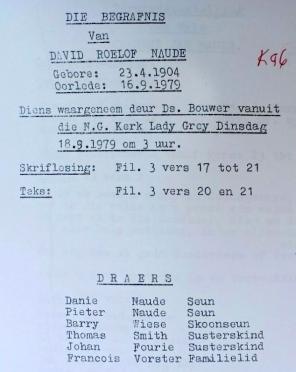 DIE BEGRAFNIS
Van
DAVID ROELOF NAUDE
Gebore: 23.4.1904
Oorlede: 16.9.1979
K96
Diens waargeneem deur Ds. Bouwer vanuit
die N.G. Kerk Lady Grey Dinsdag
18.9.1979 om 3 uur.
Skriflosing: Fil. 3 vers 17 tot 21
Teks: Fil. 3 vers 20 en 21
DRAERS
Danie Naude Seun
Pieter Naude Seun
Barry Wiese Skoonseun
Thomas Smith Susterskind
Johan Fourie Susterskind
Francois Vorster Familielid